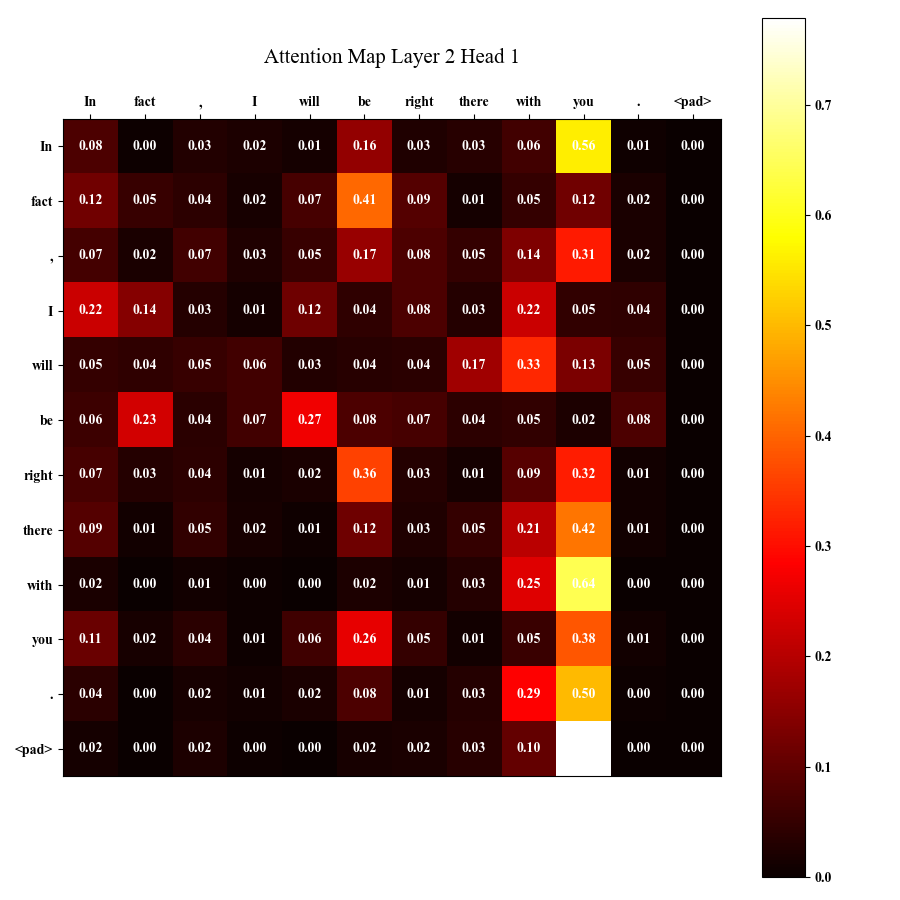 Attention Map Layer 2 Head 1
In fact , I will be right there with you . <pad>
In 0.08 0.00 0.03 0.02 0.01 0.16 0.03 0.03 0.06 0.56 0.01 0.00
fact 0.12 0.05 0.04 0.02 0.07 0.41 0.09 0.01 0.05 0.12 0.02 0.00
, 0.07 0.02 0.07 0.03 0.05 0.17 0.08 0.05 0.14 0.31 0.02 0.00
I 0.22 0.14 0.03 0.01 0.12 0.04 0.08 0.03 0.22 0.05 0.04 0.00
will 0.05 0.04 0.05 0.06 0.03 0.04 0.04 0.17 0.33 0.13 0.05 0.00
be 0.06 0.23 0.04 0.07 0.27 0.08 0.07 0.04 0.05 0.02 0.08 0.00
right 0.07 0.03 0.04 0.01 0.02 0.36 0.03 0.01 0.09 0.32 0.01 0.00
there 0.09 0.01 0.05 0.02 0.01 0.12 0.03 0.05 0.21 0.42 0.01 0.00
with 0.02 0.00 0.01 0.00 0.00 0.02 0.01 0.03 0.25 0.64 0.00 0.00
you 0.11 0.02 0.04 0.01 0.06 0.26 0.05 0.01 0.05 0.38 0.01 0.00
. 0.04 0.00 0.02 0.01 0.02 0.08 0.01 0.03 0.29 0.50 0.00 0.00
<pad> 0.02 0.00 0.02 0.00 0.00 0.02 0.02 0.03 0.10 0.00 0.00
0.7
0.6
0.5
0.4
0.3
0.2
0.1
0.0